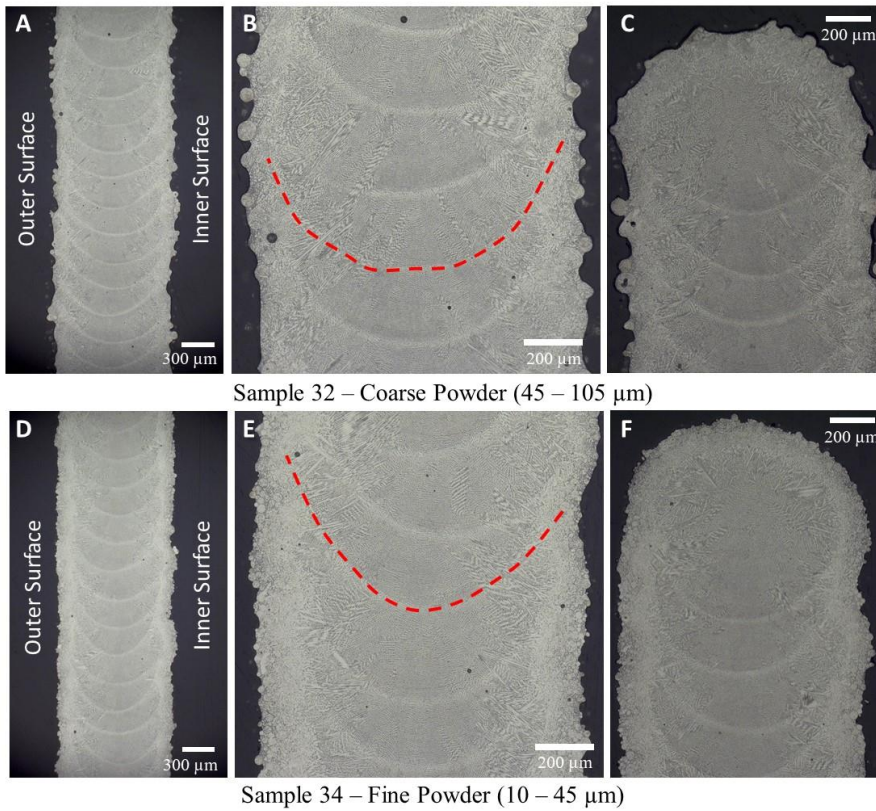 A
Outer Surface
Inner Surface
300 µm
B
200 µm
C
200 µm
Sample 32 – Coarse Powder (45 – 105 µm)
D
Outer Surface
Inner Surface
300 µm
E
200 µm
F
200 µm
Sample 34 – Fine Powder (10 – 45 µm)